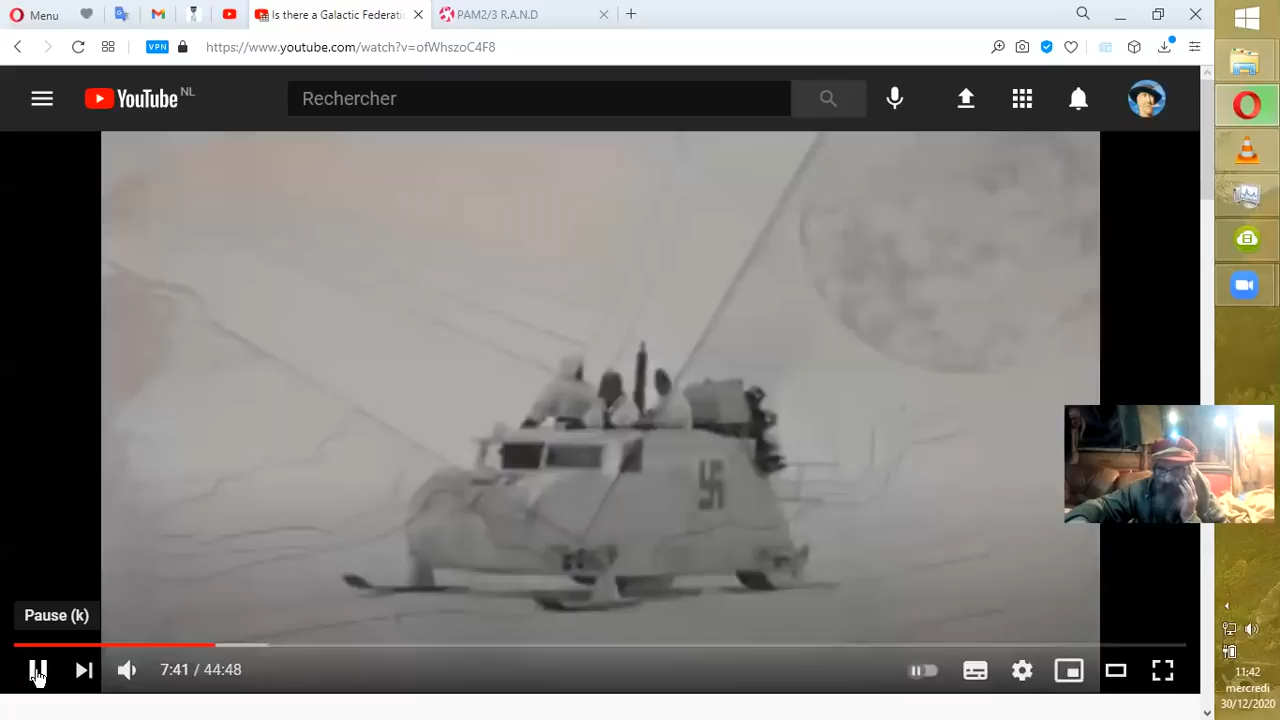 Menu
Is there a Galactic Federati
PAM2/3 R.A.N.D
VPN
https://www.youtube.com/watch?v=ofWhszoC4F8
YouTube NL
Rechercher
Pause (k)
7:41 / 44:48
11:42
mercredi
30/12/2020